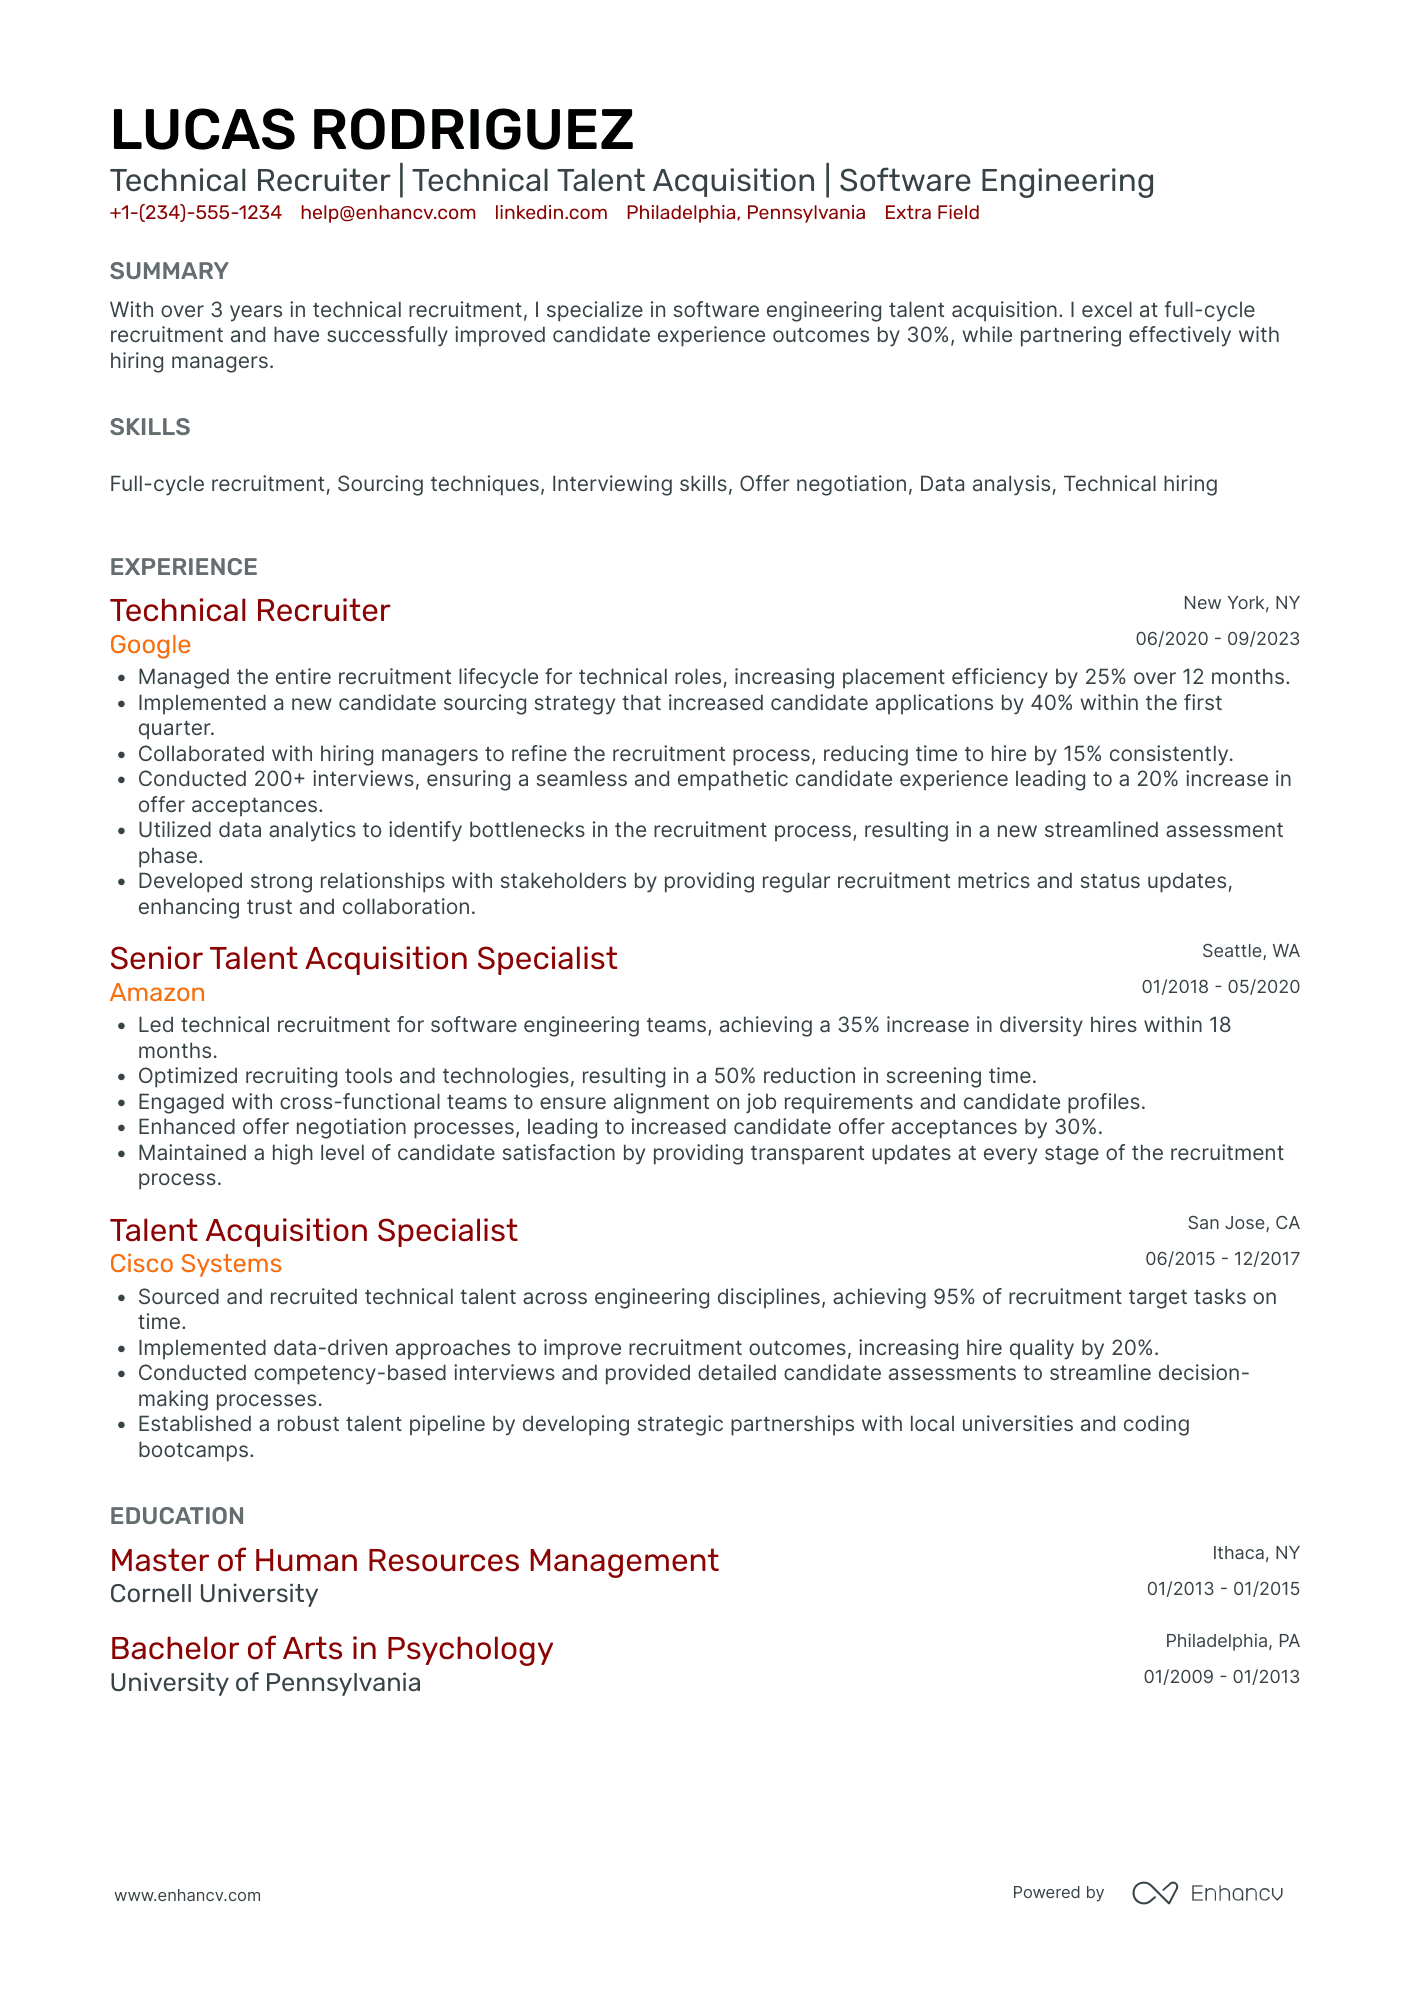 LUCAS RODRIGUEZ
Technical Recruiter | Technical Talent Acquisition | Software Engineering
+1-(234)-555-1234 help@enhancv.com linkedin.com Philadelphia, Pennsylvania Extra Field
SUMMARY
With over 3 years in technical recruitment, I specialize in software engineering talent acquisition. I excel at full-cycle
recruitment and have successfully improved candidate experience outcomes by 30%, while partnering effectively with
hiring managers.
SKILLS
Full-cycle recruitment, Sourcing techniques, Interviewing skills, Offer negotiation, Data analysis, Technical hiring
EXPERIENCE
Technical Recruiter
New York, NY
Google
06/2020 - 09/2023
• Managed the entire recruitment lifecycle for technical roles, increasing placement efficiency by 25% over 12 months.
• Implemented a new candidate sourcing strategy that increased candidate applications by 40% within the first
quarter.
• Collaborated with hiring managers to refine the recruitment process, reducing time to hire by 15% consistently.
• Conducted 200+ interviews, ensuring a seamless and empathetic candidate experience leading to a 20% increase in
offer acceptances.
• Utilized data analytics to identify bottlenecks in the recruitment process, resulting in a new streamlined assessment
phase.
• Developed strong relationships with stakeholders by providing regular recruitment metrics and status updates,
enhancing trust and collaboration.
Senior Talent Acquisition Specialist
Seattle, WA
Amazon
01/2018 - 05/2020
• Led technical recruitment for software engineering teams, achieving a 35% increase in diversity hires within 18
months.
• Optimized recruiting tools and technologies, resulting in a 50% reduction in screening time.
• Engaged with cross-functional teams to ensure alignment on job requirements and candidate profiles.
• Enhanced offer negotiation processes, leading to increased candidate offer acceptances by 30%.
• Maintained a high level of candidate satisfaction by providing transparent updates at every stage of the recruitment
process.
Talent Acquisition Specialist
San Jose, CA
Cisco Systems
06/2015 - 12/2017
• Sourced and recruited technical talent across engineering disciplines, achieving 95% of recruitment target tasks on
time.
• Implemented data-driven approaches to improve recruitment outcomes, increasing hire quality by 20%.
• Conducted competency-based interviews and provided detailed candidate assessments to streamline decision-
making processes.
• Established a robust talent pipeline by developing strategic partnerships with local universities and coding
bootcamps.
EDUCATION
Master of Human Resources Management
Ithaca, NY
Cornell University
01/2013 - 01/2015
Bachelor of Arts in Psychology
Philadelphia, PA
University of Pennsylvania
01/2009 - 01/2013
www.enhancv.com
Powered by Enhancv